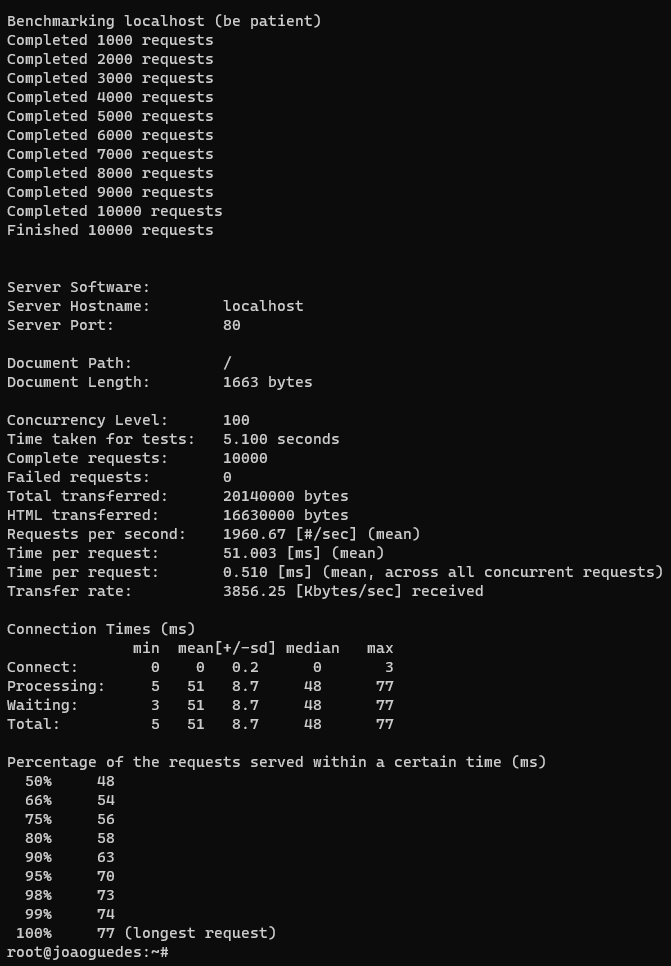 Benchmarking localhost (be patient)
Completed 1000 requests
Completed 2000 requests
Completed 3000 requests
Completed 4000 requests
Completed 5000 requests
Completed 6000 requests
Completed 7000 requests
Completed 8000 requests
Completed 9000 requests
Completed 10000 requests
Finished 10000 requests


Server Software:
Server Hostname:        localhost
Server Port:            80

Document Path:          /
Document Length:        1663 bytes

Concurrency Level:      100
Time taken for tests:   5.100 seconds
Complete requests:      10000
Failed requests:        0
Total transferred:      20140000 bytes
HTML transferred:       16630000 bytes
Requests per second:    1960.67 [#/sec] (mean)
Time per request:       51.003 [ms] (mean)
Time per request:       0.510 [ms] (mean, across all concurrent requests)
Transfer rate:          3856.25 [Kbytes/sec] received

Connection Times (ms)
              min  mean[+/-sd] median   max
Connect:        0    0   0.2      0       3
Processing:     5   51   8.7     48      77
Waiting:        3   51   8.7     48      77
Total:          5   51   8.7     48      77

Percentage of the requests served within a certain time (ms)
  50%     48
  66%     54
  75%     56
  80%     58
  90%     63
  95%     70
  98%     73
  99%     74
 100%     77 (longest request)
root@joaoguedes:~#